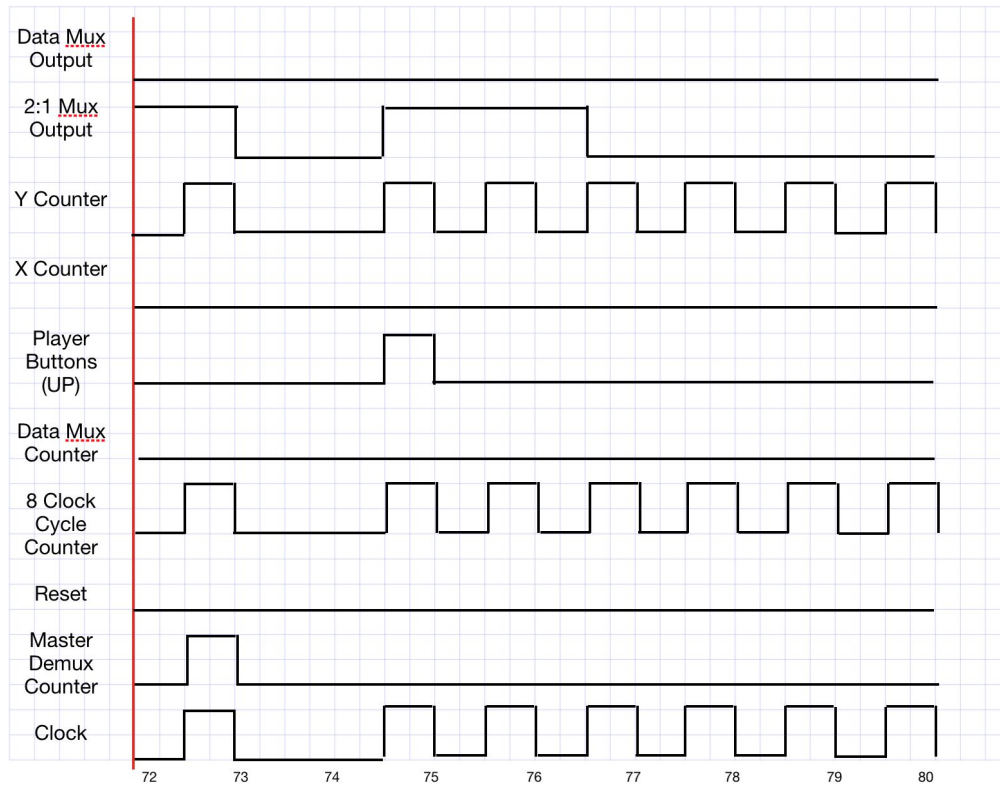 Data Mux
Output
2:1 Mux
Output
Y Counter
X Counter
Player
Buttons
(UP)
Data Mux
Counter
8 Clock
Cycle
Counter
Reset
Master
Demux
Counter
Clock
72 73 74 75 76 77 78 79 80